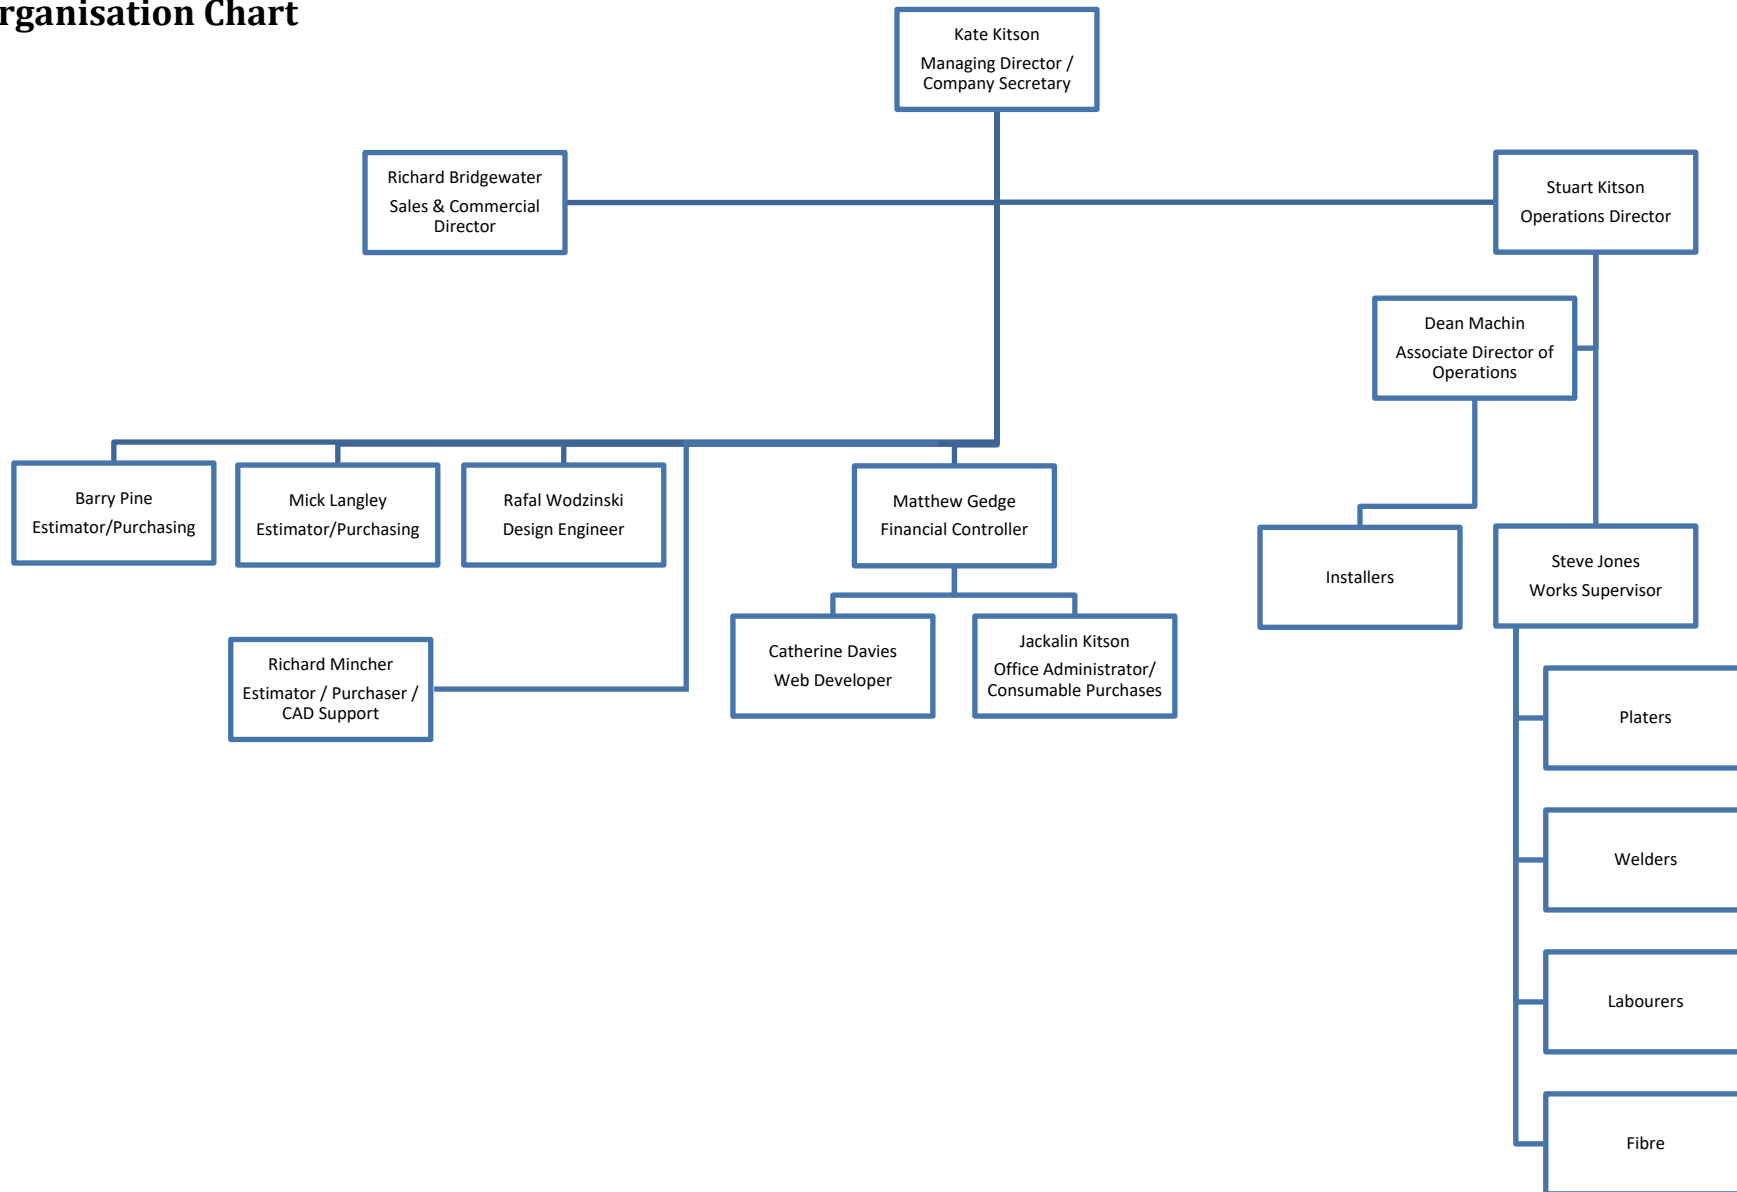 rganisation Chart
Kate Kitson
Managing Director /
Company Secretary
Richard Bridgewater
Sales & Commercial
Director
Stuart Kitson
Operations Director
Dean Machin
Associate Director of
Operations
Barry Pine
Estimator/Purchasing
Mick Langley
Estimator/Purchasing
Rafal Wodzinski
Design Engineer
Matthew Gedge
Financial Controller
Installers
Steve Jones
Works Supervisor
Richard Mincher
Estimator / Purchaser /
CAD Support
Catherine Davies
Web Developer
Jackalin Kitson
Office Administrator/
Consumable Purchases
Platers
Welders
Labourers
Fibre